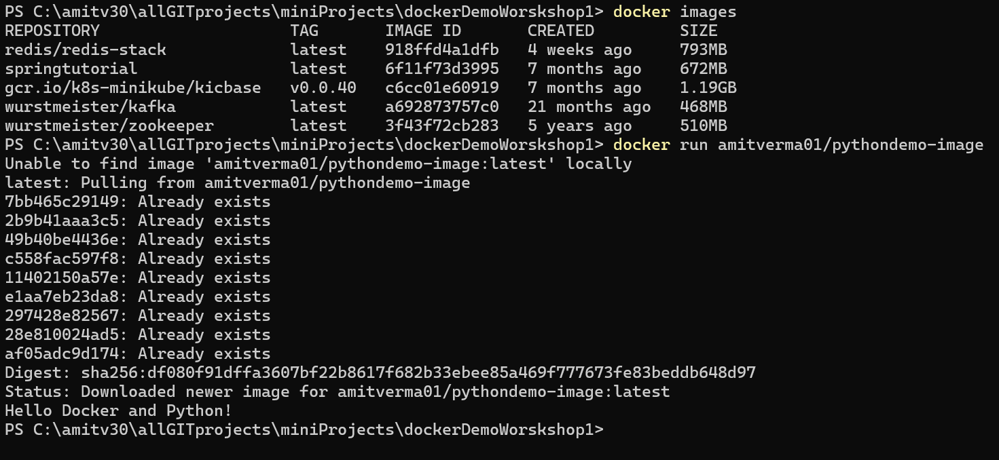 PS C:\amitv30\allGITprojects\miniProjects\dockerDemoWorskshop1> docker images
REPOSITORY                    TAG       IMAGE ID       CREATED         SIZE
redis/redis-stack             latest    918ffd4a1dfb   4 weeks ago     793MB
springtutorial                latest    6f11f73d3995   7 months ago    672MB
gcr.io/k8s-minikube/kicbase   v0.0.40   c6cc01e60919   7 months ago    1.19GB
wurstmeister/kafka            latest    a692873757c0   21 months ago   468MB
wurstmeister/zookeeper        latest    3f43f72cb283   5 years ago     510MB
PS C:\amitv30\allGITprojects\miniProjects\dockerDemoWorskshop1> docker run amitverma01/pythondemo-image
Unable to find image 'amitverma01/pythondemo-image:latest' locally
latest: Pulling from amitverma01/pythondemo-image
7bb465c29149: Already exists
2b9b41aaa3c5: Already exists
49b40be4436e: Already exists
c558fac597f8: Already exists
11402150a57e: Already exists
e1aa7eb23da8: Already exists
297428e82567: Already exists
28e810024ad5: Already exists
af05adc9d174: Already exists
Digest: sha256:df080f91dffa3607bf22b8617f682b33ebee85a469f777673fe83beddb648d97
Status: Downloaded newer image for amitverma01/pythondemo-image:latest
Hello Docker and Python!
PS C:\amitv30\allGITprojects\miniProjects\dockerDemoWorskshop1>